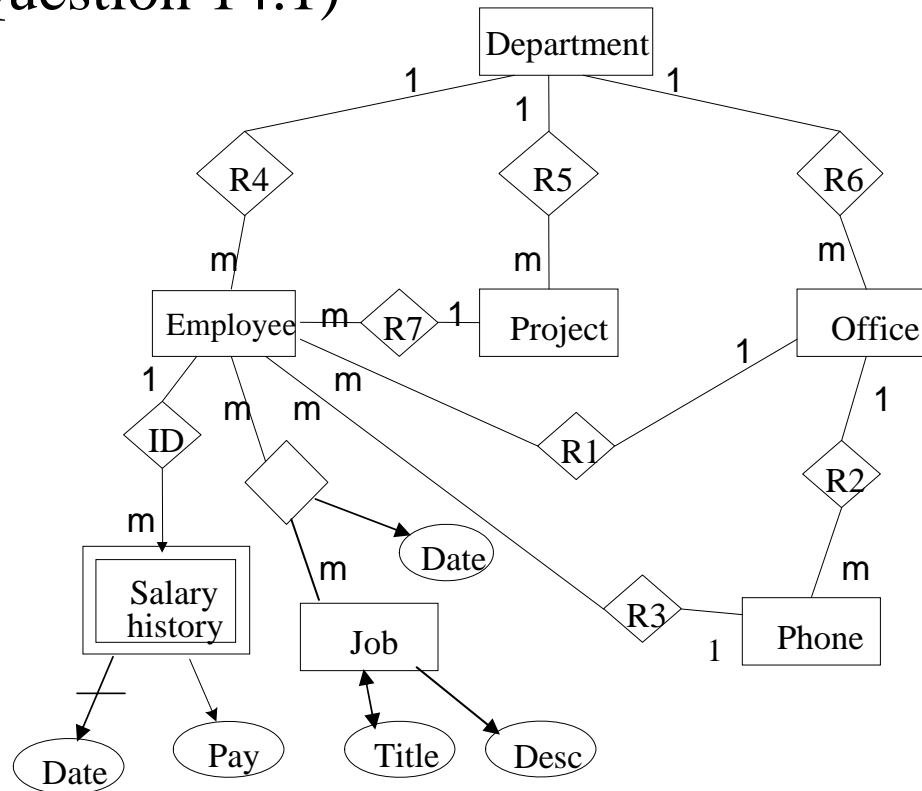 Question 14.1)
Department
1
1
1
R4
R5
R6
m
m
m
Employee
m
R7
1
Project
Office
1
m
m
m
1
1
ID
R1
R2
m
Date
m
m
Salary
history
Job
R3
1
Phone
Date
Pay
Title
Desc